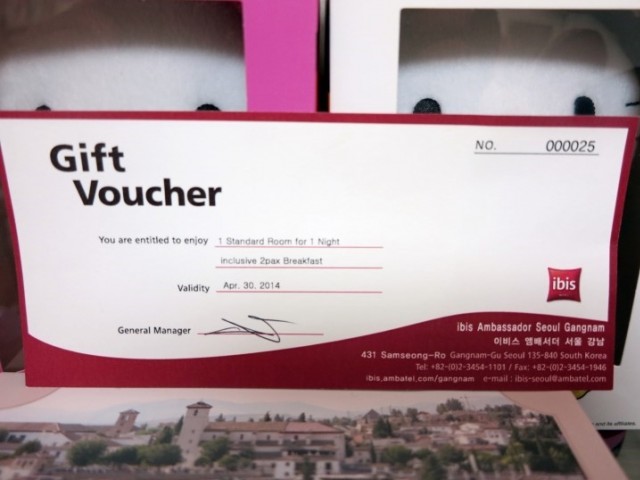 Gift
Voucher
NO. 000025
You are entitled to enjoy 1 Standard Room for 1 Night
inclusive 2pax Breakfast
Validity Apr. 30. 2014
General Manager
ibis
ibis Ambassador Seoul Gangnam
이비스 앰배서더 서울 강남
431 Samseong-Ro Gangnam-Gu Seoul 135-840 South Korea
Tel: +82-(0)2-3454-1101 / Fax: +82-(0)2-3454-1946
ibis.ambatel.com/gangnam e-mail : ibis-seoul@ambatel.com
and its affiliates